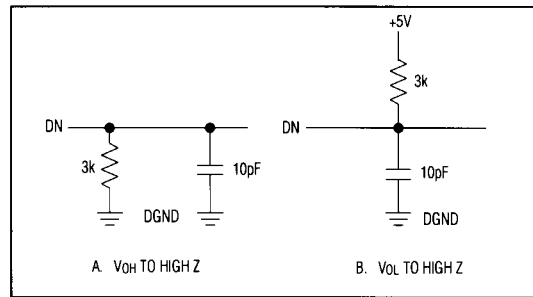 +5V
3k
DN
3k
10pF
DGND
DN
10pF
DGND
A. VOH TO HIGH Z
B. VOL TO HIGH Z